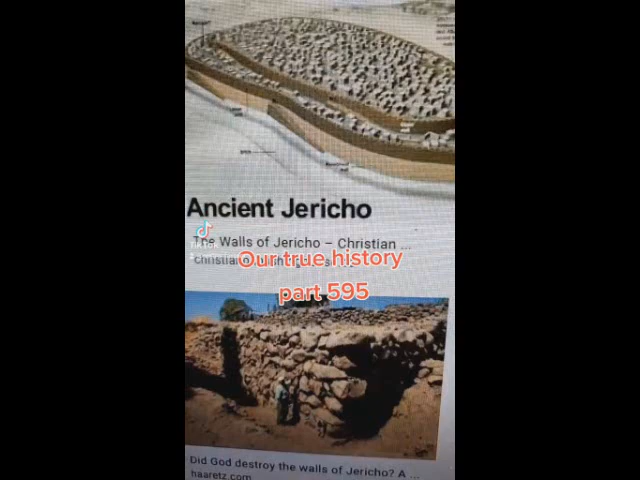 Ancient Jericho
The Walls of Jericho – Christian ...
Our true history
part 595
Did God destroy the walls of Jericho? A ...
haaretz.com